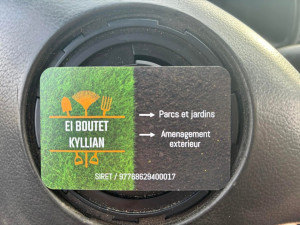 EI BOUTET
KYLLIAN
→ Parcs et jardins
→ Amenagement
exterieur
SIRET / 97788629400017